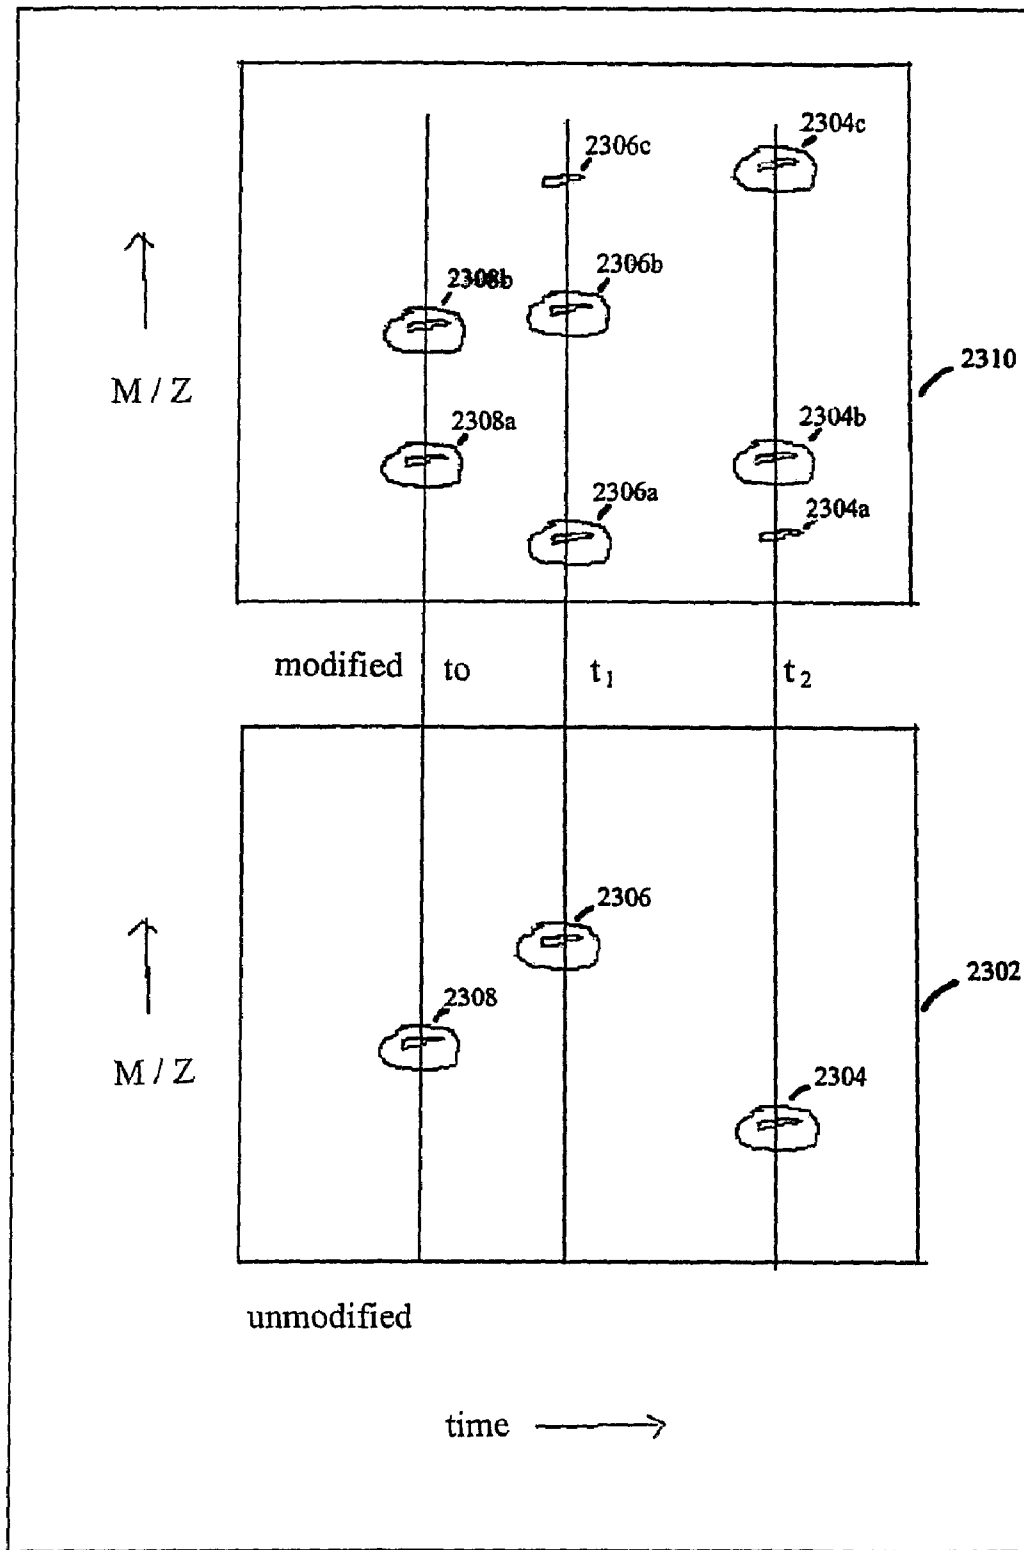 2304c
2306c
2306b
2308b
2310
M / Z
2308a
2304b
2306a
2304a
modified to t₁ t₂
2306
2302
2308
M / Z
2304
unmodified
time